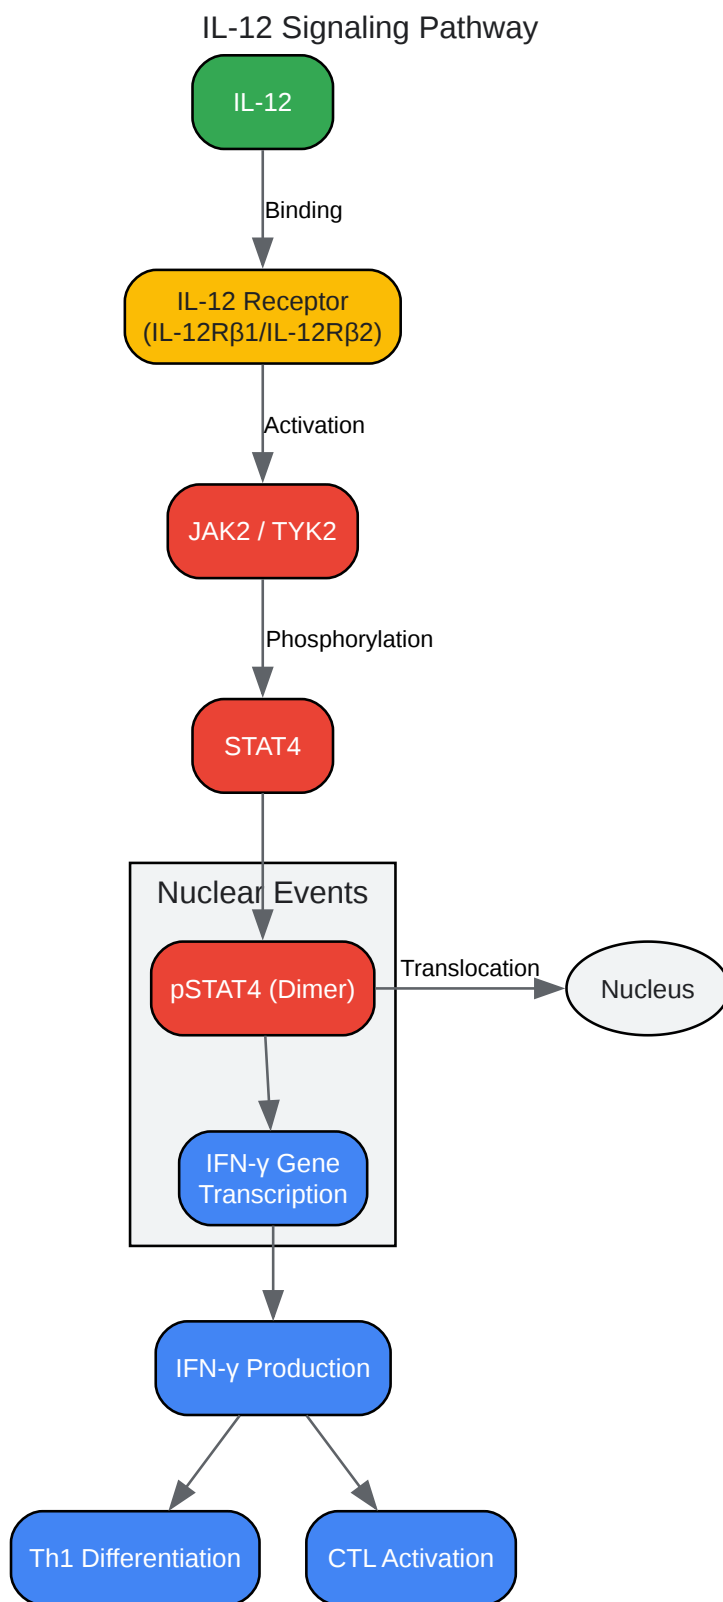 IL-12 Signaling Pathway
IL-12
Binding
IL-12 Receptor
(IL-12Rβ1/IL-12Rβ2)
Activation
JAK2 / TYK2
Phosphorylation
STAT4
Nuclear Events
pSTAT4 (Dimer)
Translocation
Nucleus
IFN-γ Gene
Transcription
IFN-γ Production
Th1 Differentiation
CTL Activation